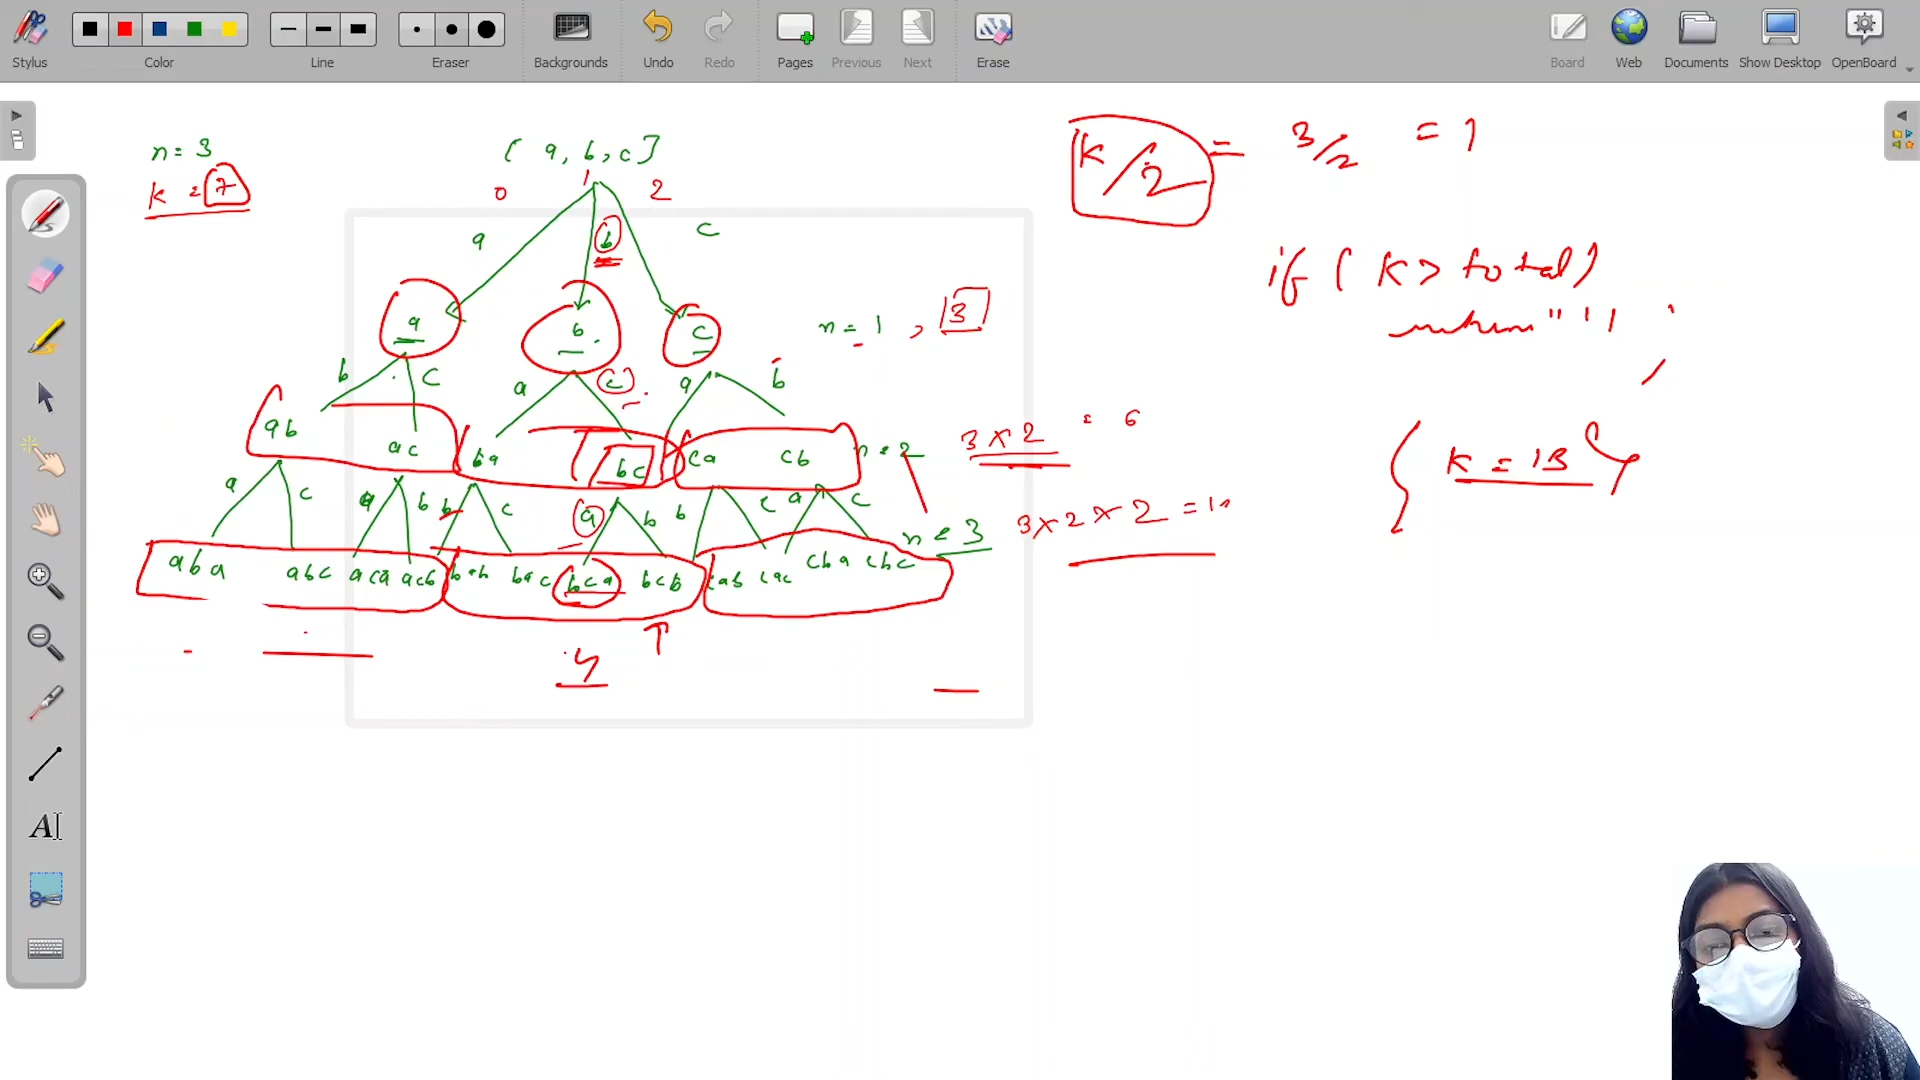 Stylus Color Line Eraser Backgrounds Undo Redo Pages Previous Next Erase Board Web Documents Show Desktop OpenBoard
n = 3
k = 7
[ a, b, c ]
0 1 2
a b c
a b c
n = 1 , 3
b c a c a b
ab ac ba bc ca cb n = 2
3 x 2 = 6
a c a b b c a b b c a c
n = 3
3 x 2 x 2 = 12
aba abc aca acb bab bac bca bcb cab cac cba cbc
4
K/2 = 3/2 = 1
if ( K > total)
return " " ;
{ K = 13 }
A